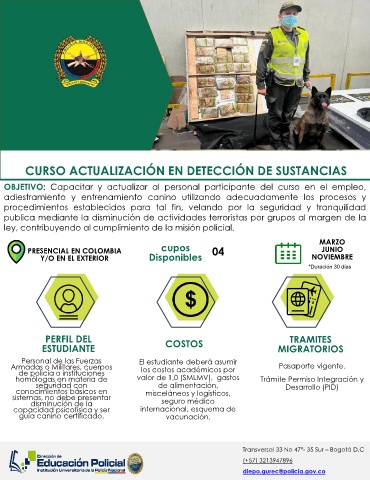 CURSO ACTUALIZACIÓN EN DETECCIÓN DE SUSTANCIAS
OBJETIVO: Capacitar y actualizar al personal participante del curso en el empleo,
adiestramiento y entrenamiento canino utilizando adecuadamente los procesos y
procedimientos establecidos para tal fin, velando por la seguridad y tranquilidad
publica mediante la disminución de actividades terroristas por grupos al margen de la
ley, contribuyendo al cumplimiento de la misión policial.
PRESENCIAL EN COLOMBIA
Y/O EN EL EXTERIOR
cupos
Disponibles
04
MARZO
JUNIO
NOVIEMBRE
*Duración 30 días
PERFIL DEL
ESTUDIANTE
Personal de las Fuerzas
Armadas o Militares, cuerpos
de policía o instituciones
homologas en materia de
seguridad con
conocimientos básicos en
sistemas, no debe presentar
disminución de la
capacidad psicofísica y ser
guía canino certificado.
COSTOS
El estudiante deberá asumir
los costos académicos por
valor de 1,0 (SMLMV), gastos
de alimentación,
misceláneos y logísticos,
seguro médico
internacional, esquema de
vacunación.
TRAMITES
MIGRATORIOS
Pasaporte vigente.
Trámite Permiso Integración y
Desarrollo (PID)
Dirección de
Educación Policial
Institución Universitaria de la Policía Nacional
Transversal 33 No 47ª- 35 Sur – Bogotá D.C
(+57) 3213947896
diepo.gurec@policia.gov.co